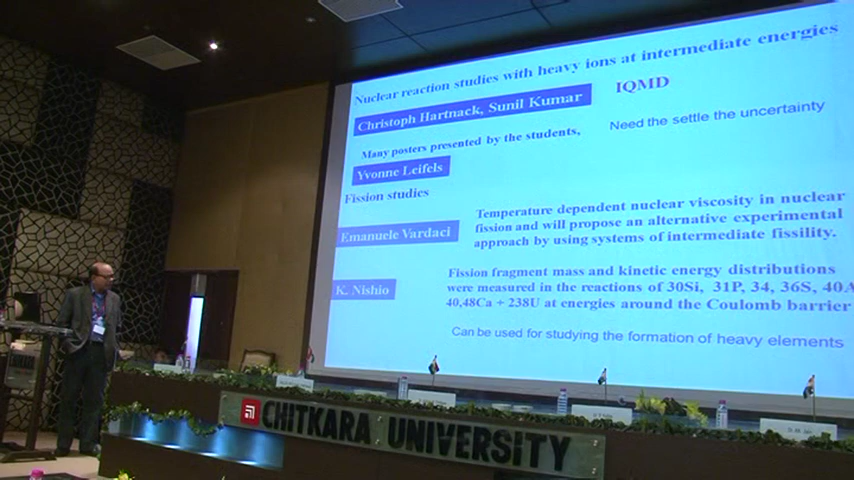 Nuclear reaction studies with heavy ions at intermediate energies
Christoph Hartnack, Sunil Kumar
IQMD
Many posters presented by the students,
Need the settle the uncertainty
Yvonne Leifels
Fission studies
Emanuele Vardaci
Temperature dependent nuclear viscosity in nuclear
fission and will propose an alternative experimental
approach by using systems of intermediate fissility.
K. Nishio
Fission fragment mass and kinetic energy distributions
were measured in the reactions of 30Si, 31P, 34, 36S, 40A
40,48Ca + 238U at energies around the Coulomb barrier
Can be used for studying the formation of heavy elements
CHITKARA UNIVERSITY